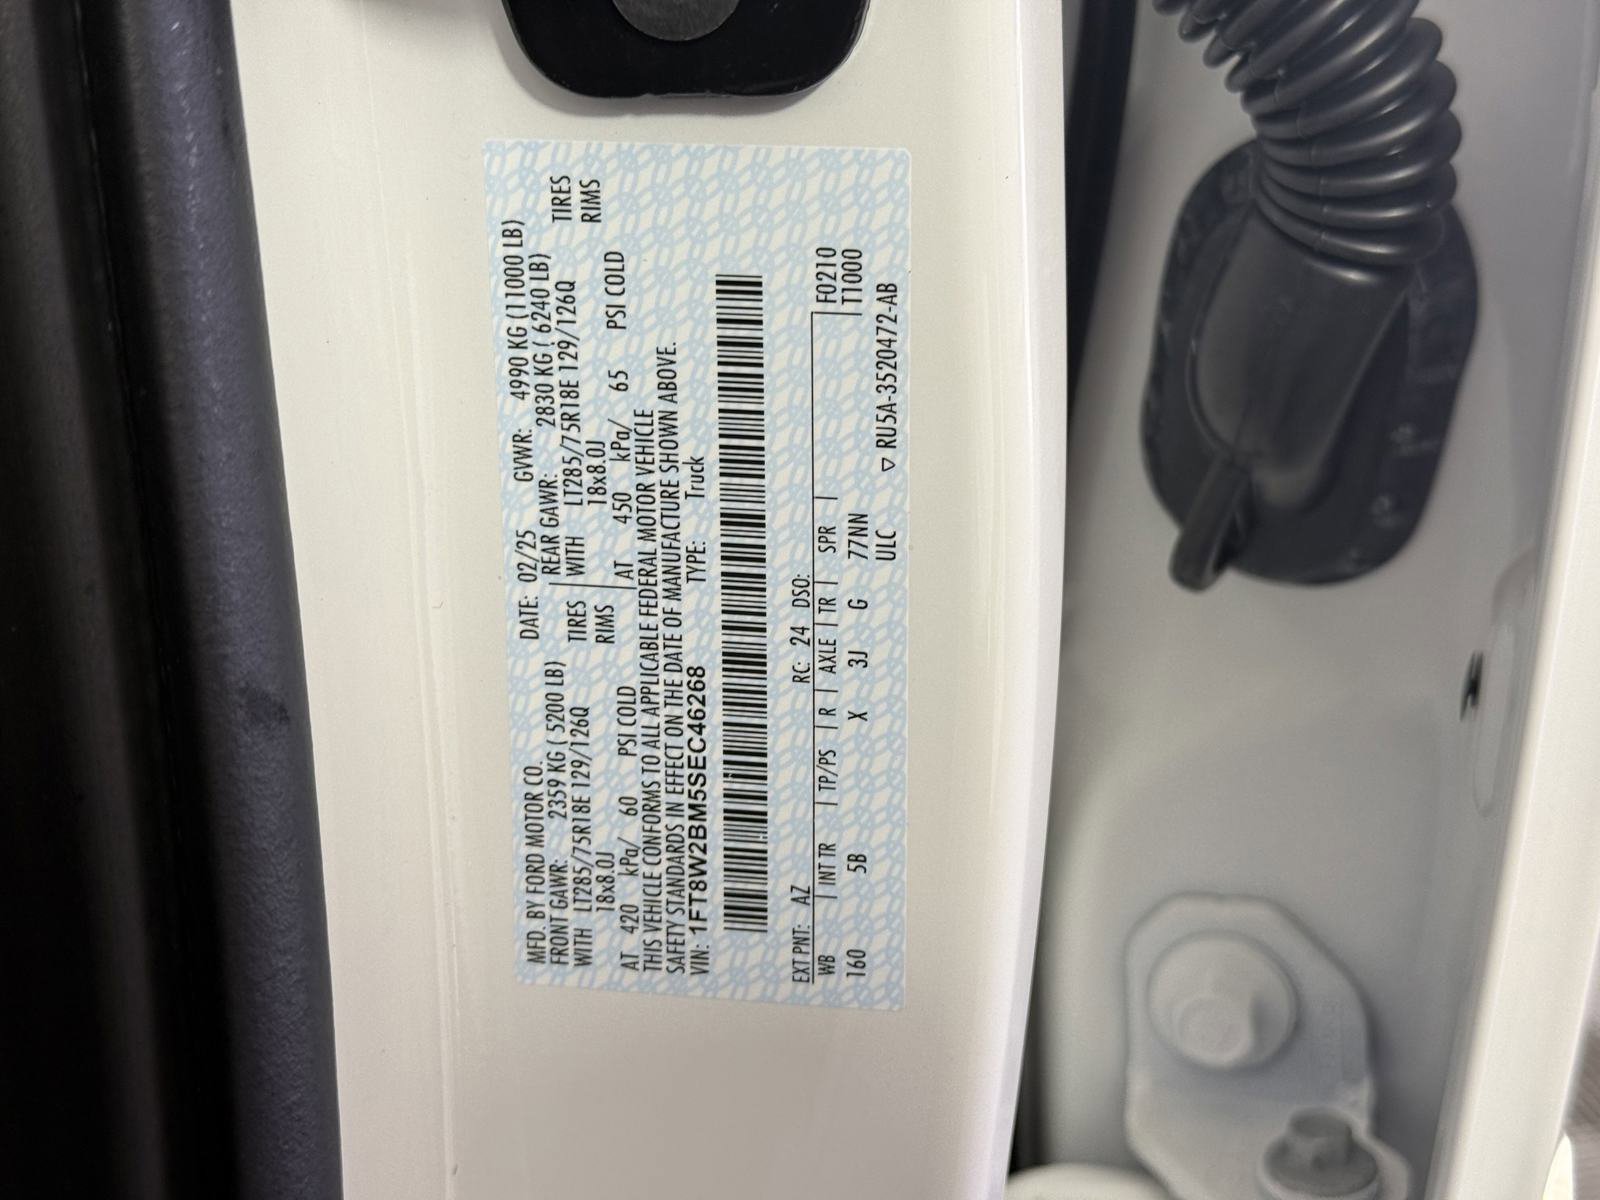 MFD. BY FORD MOTOR CO. DATE: 02/25 GVWR: 4990 KG (11000 LB)
FRONT GAWR: 2359 KG ( 5200 LB) REAR GAWR: 2830 KG ( 6240 LB)
WITH LT285/75R18E 129/126Q TIRES WITH LT285/75R18E 129/126Q TIRES
18x8.0J RIMS 18x8.0J RIMS
AT 420 kPa/ 60 PSI COLD AT 450 kPa/ 65 PSI COLD
THIS VEHICLE CONFORMS TO ALL APPLICABLE FEDERAL MOTOR VEHICLE
SAFETY STANDARDS IN EFFECT ON THE DATE OF MANUFACTURE SHOWN ABOVE.
VIN: 1FT8W2BM5SEC46268 TYPE: Truck
EXT PNT: AZ RC: 24 DSO:
WB | INT TR | TP/PS | R | AXLE | TR | SPR | F0210
160 5B X 3J G 77NN T1000
ULC ▽ RU5A-3520472-AB